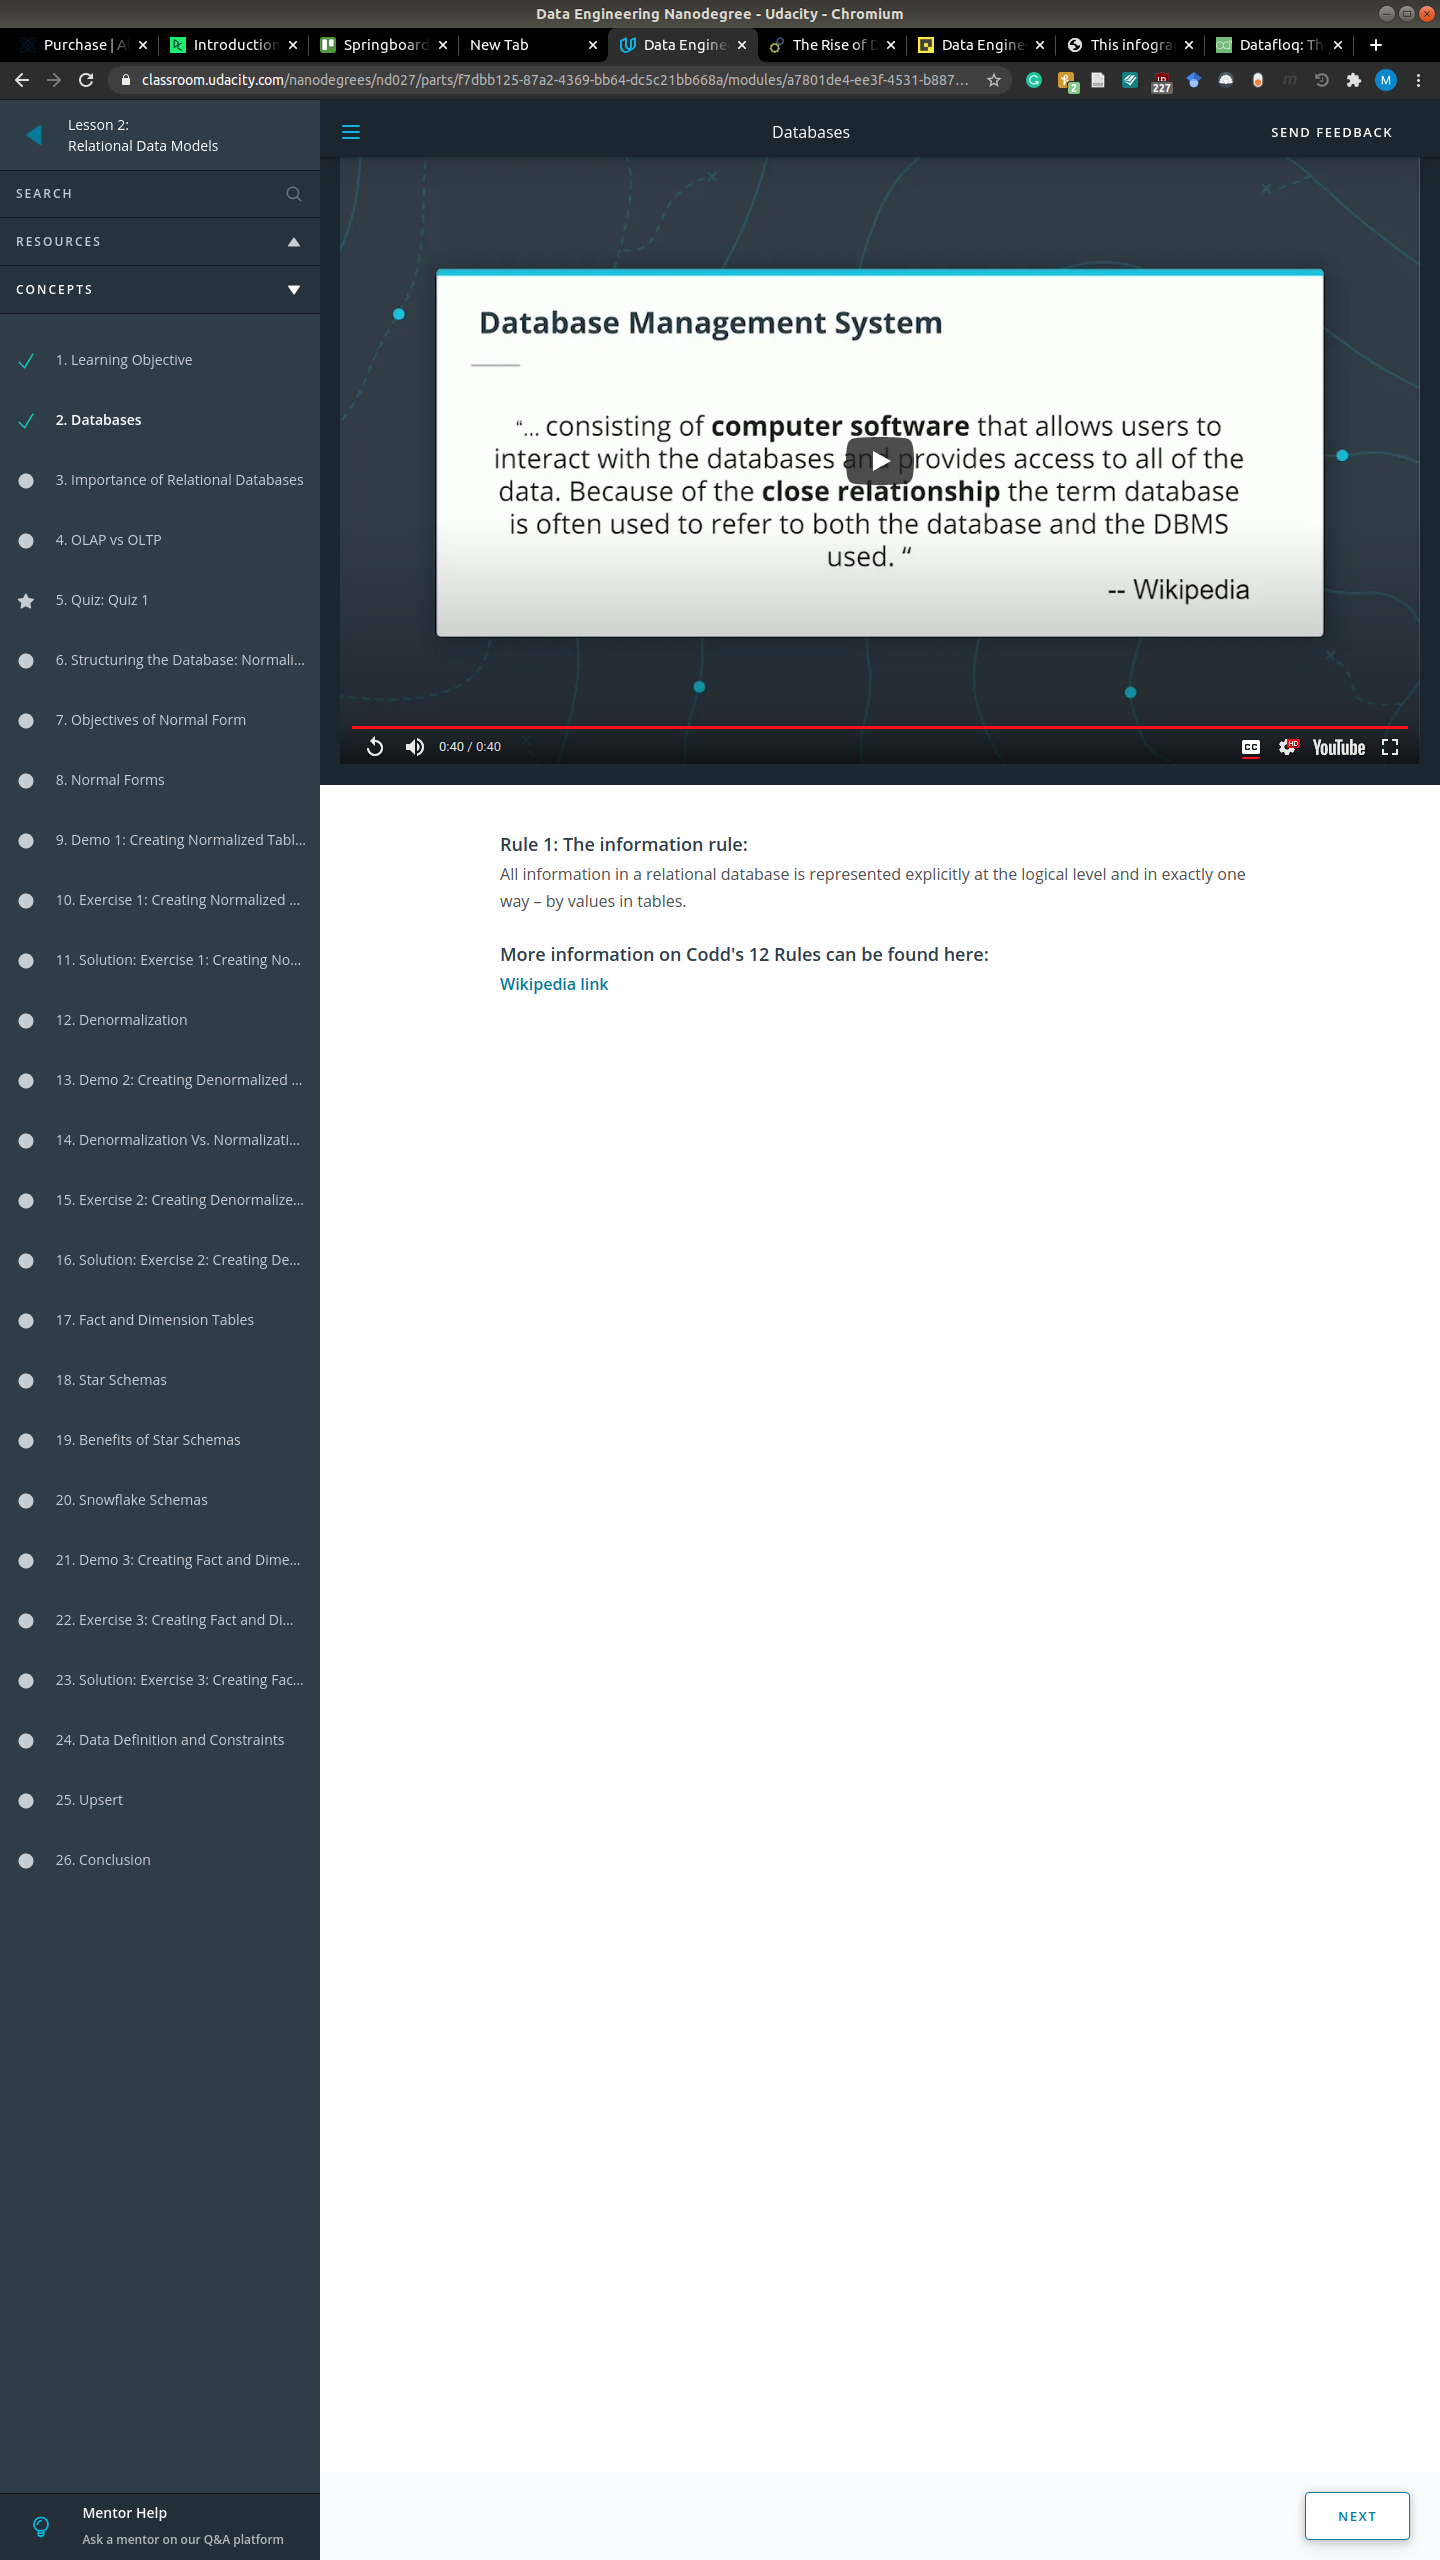 Data Engineering Nanodegree - Udacity - Chromium
Purchase | A
Introduction
Springboard
New Tab
Data Engine
The Rise of D
Data Engine
This infogra
Datafloq: Th
classroom.udacity.com/nanodegrees/nd027/parts/f7dbb125-87a2-4369-bb64-dc5c21bb668a/modules/a7801de4-ee3f-4531-b887...
2
227
M
Lesson 2:
Relational Data Models
Databases
SEND FEEDBACK
SEARCH
RESOURCES
CONCEPTS
1. Learning Objective
2. Databases
3. Importance of Relational Databases
4. OLAP vs OLTP
5. Quiz: Quiz 1
6. Structuring the Database: Normali...
7. Objectives of Normal Form
8. Normal Forms
9. Demo 1: Creating Normalized Tabl...
10. Exercise 1: Creating Normalized ...
11. Solution: Exercise 1: Creating No...
12. Denormalization
13. Demo 2: Creating Denormalized ...
14. Denormalization Vs. Normalizati...
15. Exercise 2: Creating Denormalize...
16. Solution: Exercise 2: Creating De...
17. Fact and Dimension Tables
18. Star Schemas
19. Benefits of Star Schemas
20. Snowflake Schemas
21. Demo 3: Creating Fact and Dime...
22. Exercise 3: Creating Fact and Di...
23. Solution: Exercise 3: Creating Fac...
24. Data Definition and Constraints
25. Upsert
26. Conclusion
Mentor Help
Ask a mentor on our Q&A platform
Database Management System
“... consisting of computer software that allows users to
interact with the databases and provides access to all of the
data. Because of the close relationship the term database
is often used to refer to both the database and the DBMS
used. “
-- Wikipedia
0:40 / 0:40
CC
HD
YouTube
Rule 1: The information rule:
All information in a relational database is represented explicitly at the logical level and in exactly one
way – by values in tables.
More information on Codd's 12 Rules can be found here:
Wikipedia link
NEXT